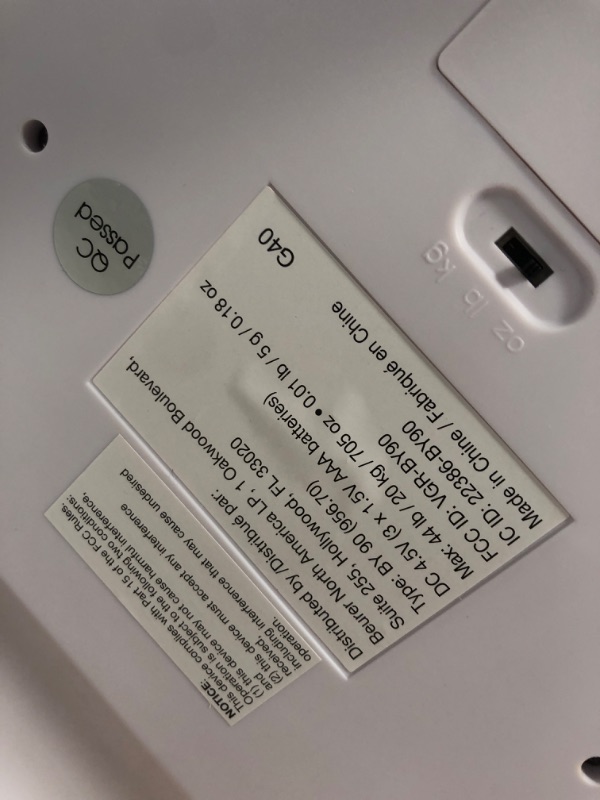 QC
Passed
Distributed by /Distribué par:
Beurer North America LP, 1 Oakwood Boulevard,
Suite 255, Hollywood, FL 33020
Type: BY 90 (956.70)
DC 4.5V (3 x 1.5V AAA batteries)
Max: 44 lb / 20 kg / 705 oz • 0.01 lb / 5 g / 0.18 oz
FCC ID: VGR-BY90
IC ID: 22386-BY90
Made in Chine / Fabriqué en Chine
G40
NOTICE:
This device complies with Part 15 of the FCC Rules.
Operation is subject to the following two conditions:
(1) this device may not cause harmful interference,
and
(2) this device must accept any interference
received,
including interference that may cause undesired
operation.
oz lb kg